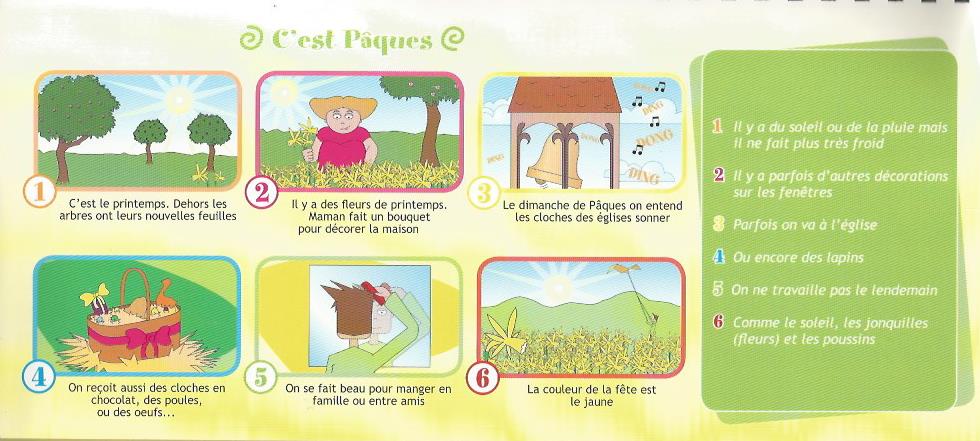 C'est Pâques
DING
DING
DONG
DONG
DING
DING
1
C'est le printemps. Dehors les
arbres ont leurs nouvelles feuilles
2
Il y a des fleurs de printemps.
Maman fait un bouquet
pour décorer la maison
3
Le dimanche de Pâques on entend
les cloches des églises sonner
4
On reçoit aussi des cloches en
chocolat, des poules,
ou des oeufs...
5
On se fait beau pour manger en
famille ou entre amis
6
La couleur de la fête est
le jaune
1 Il y a du soleil ou de la pluie mais
il ne fait plus très froid
2 Il y a parfois d'autres décorations
sur les fenêtres
3 Parfois on va à l'église
4 Ou encore des lapins
5 On ne travaille pas le lendemain
6 Comme le soleil, les jonquilles
(fleurs) et les poussins